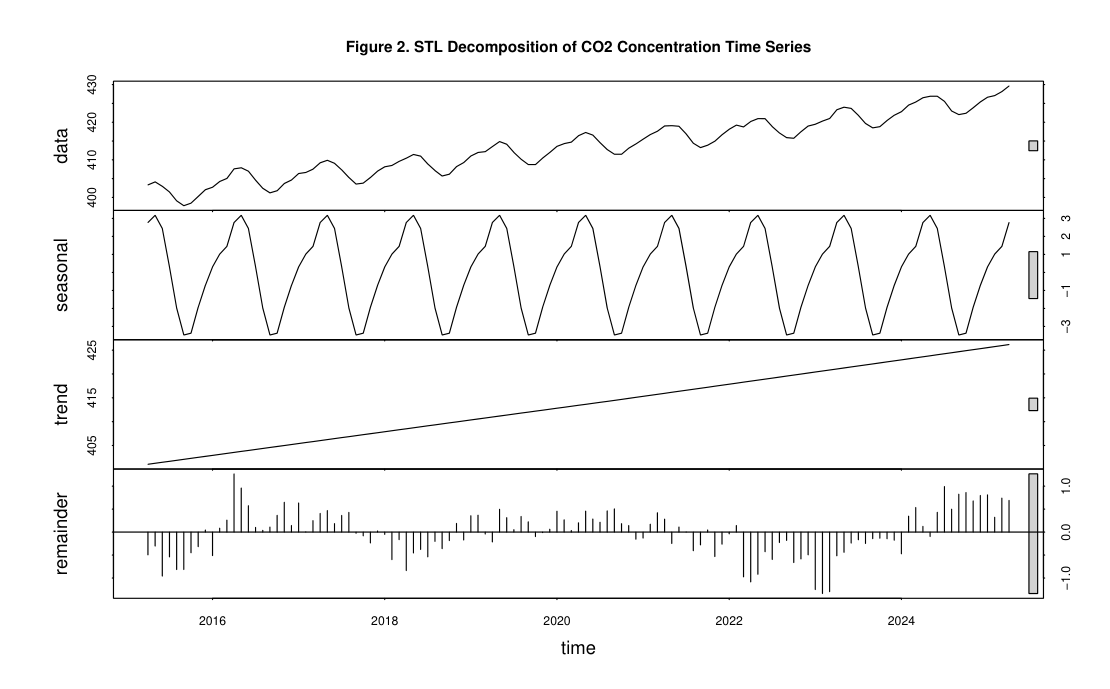 Figure 2. STL Decomposition of CO2 Concentration Time Series
data
400 410 420 430
seasonal
−3 −1 1 2 3
trend
405 415 425
remainder
−1.0 0.0 1.0
2016 2018 2020 2022 2024
time